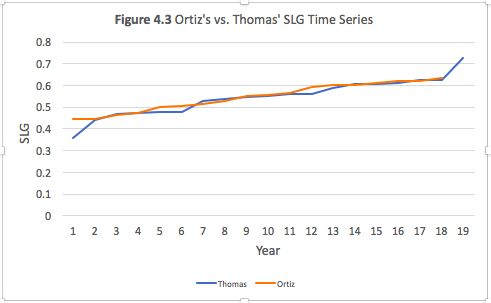 Figure 4.3 Ortiz's vs. Thomas' SLG Time Series
0.8
0.7
0.6
0.5
0.4
0.3
0.2
0.1
0
SLG
1 2 3 4 5 6 7 8 9 10 11 12 13 14 15 16 17 18 19
Year
Thomas Ortiz